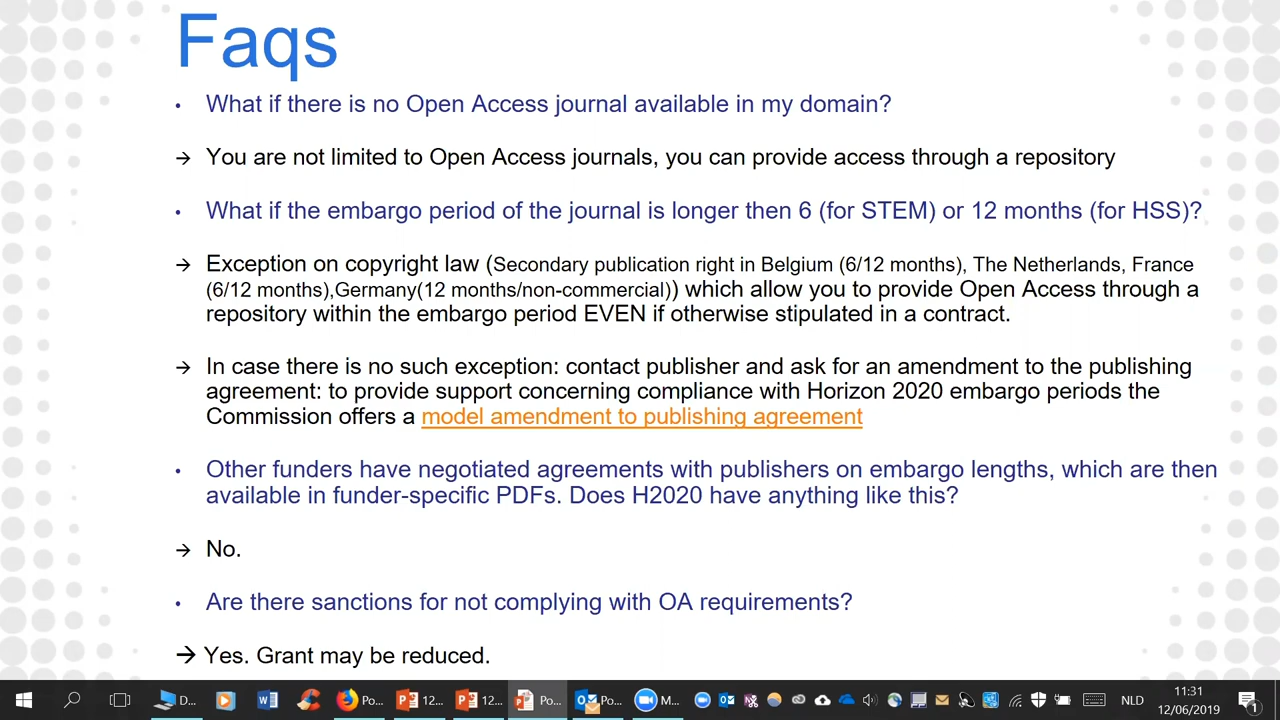 Faqs
• What if there is no Open Access journal available in my domain?
→ You are not limited to Open Access journals, you can provide access through a repository
• What if the embargo period of the journal is longer then 6 (for STEM) or 12 months (for HSS)?
→ Exception on copyright law (Secondary publication right in Belgium (6/12 months), The Netherlands, France
(6/12 months),Germany(12 months/non-commercial)) which allow you to provide Open Access through a
repository within the embargo period EVEN if otherwise stipulated in a contract.
→ In case there is no such exception: contact publisher and ask for an amendment to the publishing
agreement: to provide support concerning compliance with Horizon 2020 embargo periods the
Commission offers a model amendment to publishing agreement
• Other funders have negotiated agreements with publishers on embargo lengths, which are then
available in funder-specific PDFs. Does H2020 have anything like this?
→ No.
• Are there sanctions for not complying with OA requirements?
→ Yes. Grant may be reduced.
D... Po... 12... 12... Po... Po... M... NLD 11:31
12/06/2019